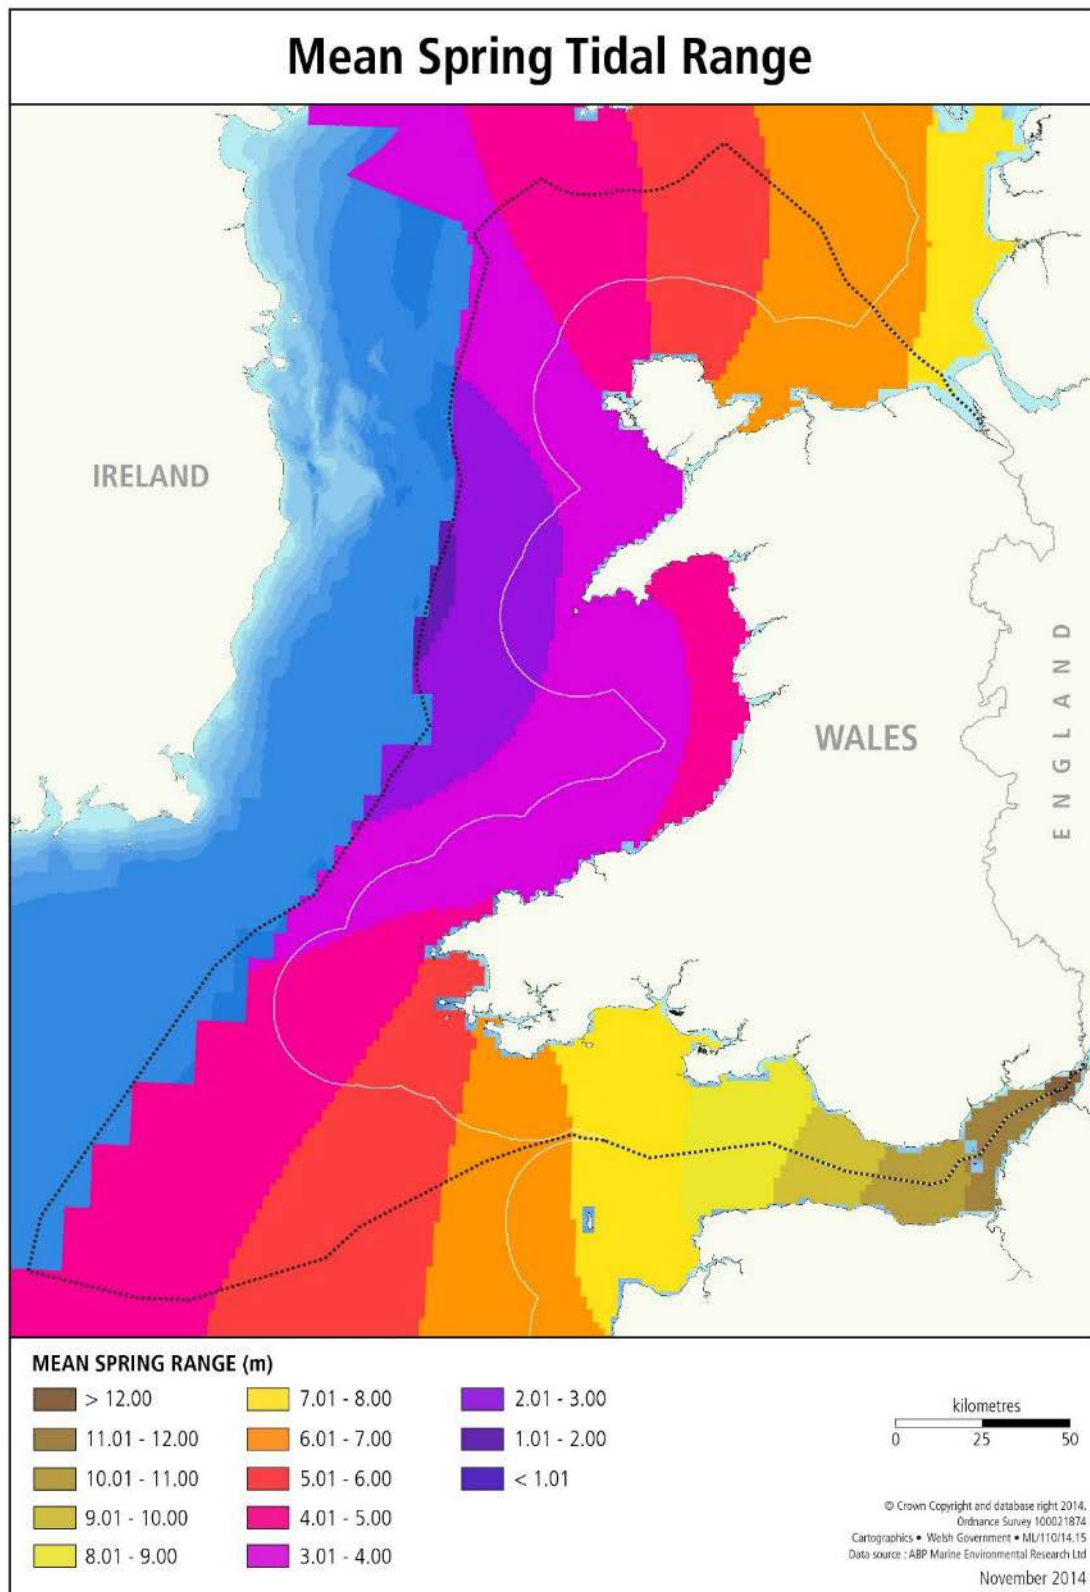 Mean Spring Tidal Range
IRELAND
WALES
ENGLAND
MEAN SPRING RANGE (m)
> 12.00
11.01 - 12.00
10.01 - 11.00
9.01 - 10.00
8.01 - 9.00
7.01 - 8.00
6.01 - 7.00
5.01 - 6.00
4.01 - 5.00
3.01 - 4.00
2.01 - 3.00
1.01 - 2.00
< 1.01
kilometres
0 25 50
© Crown Copyright and database right 2014.
Ordnance Survey 100021874
Cartographics • Welsh Government • ML/110/14.15
Data source : ABP Marine Environmental Research Ltd
November 2014